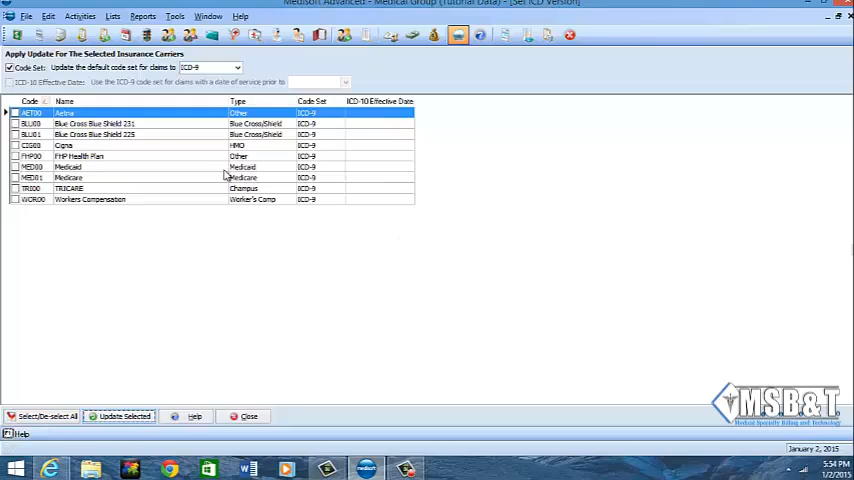 Medisoft Advanced - Medical Group (Tutorial Data) - [Set ICD Version]
File Edit Activities Lists Reports Tools Window Help
Apply Update For The Selected Insurance Carriers
Code Set: Update the default code set for claims to ICD-9
ICD-10 Effective Date: Use the ICD-9 code set for claims with a date of service prior to
Code Name Type Code Set ICD-10 Effective Date
AET00 Aetna Other ICD-9
BLU00 Blue Cross Blue Shield 231 Blue Cross/Shield ICD-9
BLU01 Blue Cross Blue Shield 225 Blue Cross/Shield ICD-9
CIG00 Cigna HMO ICD-9
FHP00 FHP Health Plan Other ICD-9
MED00 Medicaid Medicaid ICD-9
MED01 Medicare Medicare ICD-9
TRI00 TRICARE Champus ICD-9
WOR00 Workers Compensation Worker's Comp ICD-9
MSB&T
Medical Specialty Billing and Technology
Select/De-select All Update Selected Help Close
F1 Help
January 2, 2015
5:54 PM
1/2/2015